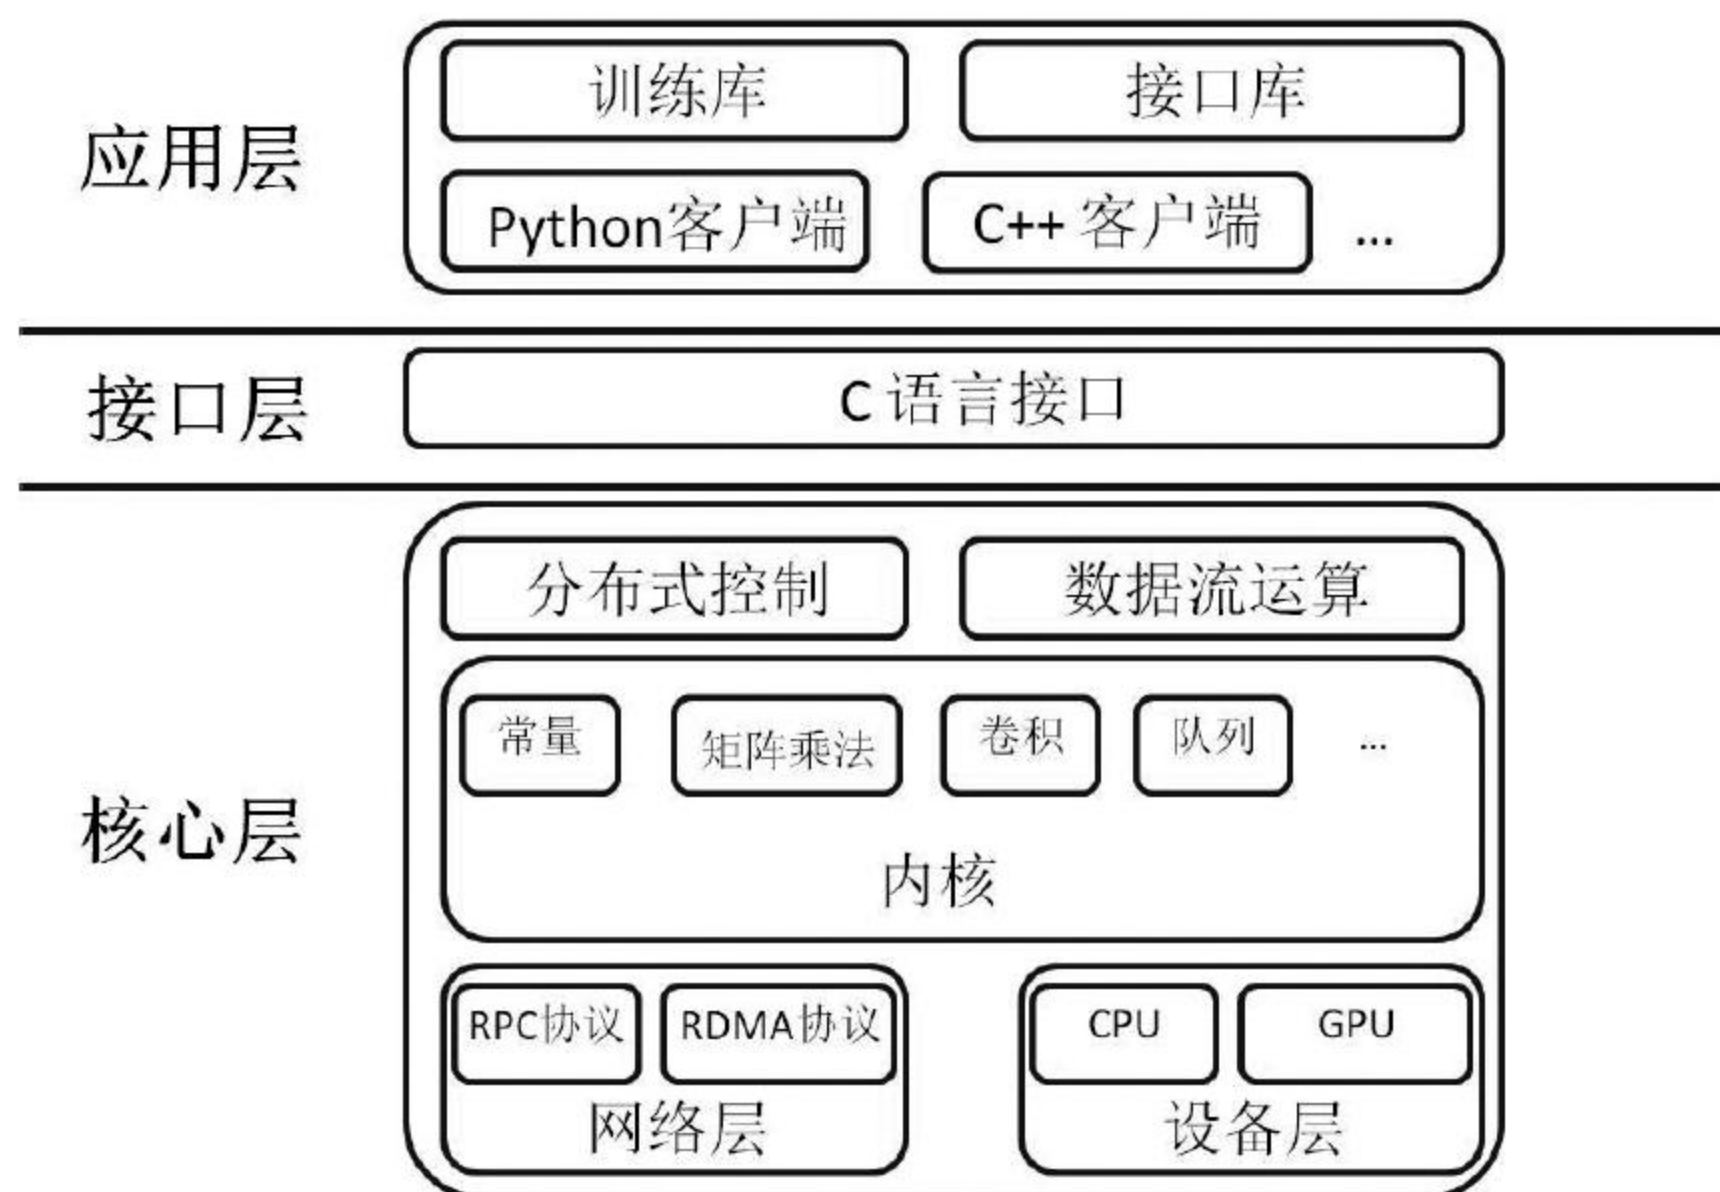 训练库 接口库
应用层
Python客户端 C++ 客户端 ...
接口层 C 语言接口
分布式控制 数据流运算
常量 矩阵乘法 卷积 队列 ...
核心层
内核
RPC协议 RDMA协议 CPU GPU
网络层 设备层